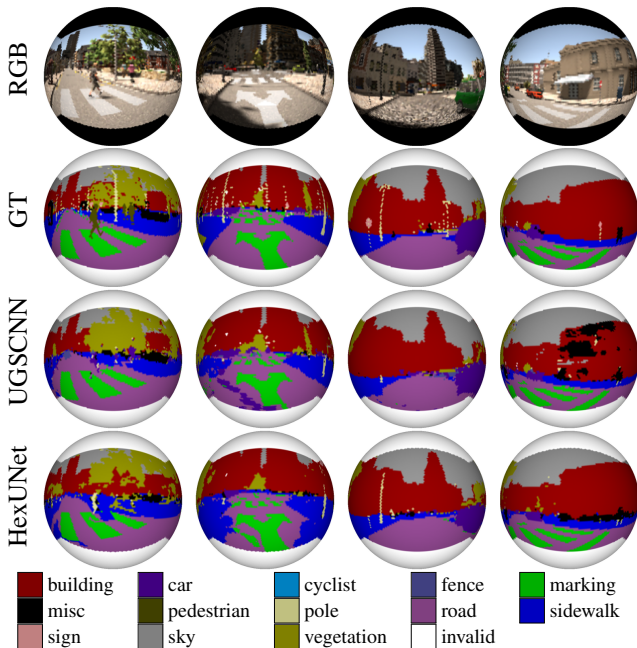 RGB
GT
UGSCNN
HexUNet
building car cyclist fence marking
misc pedestrian pole road sidewalk
sign sky vegetation invalid